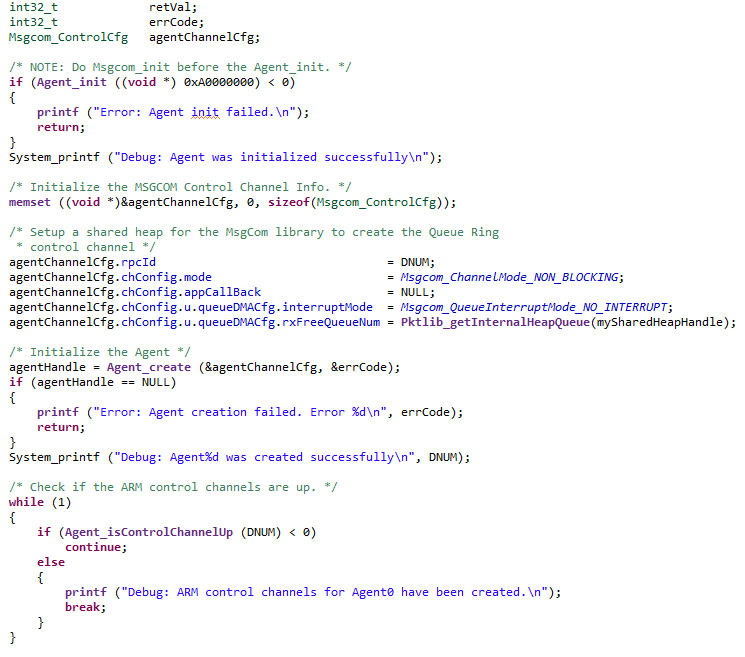 int32_t             retVal;
int32_t             errCode;
Msgcom_ControlCfg   agentChannelCfg;

/* NOTE: Do Msgcom_init before the Agent_init. */
if (Agent_init ((void *) 0xA0000000) < 0)
{
    printf ("Error: Agent init failed.\n");
    return;
}
System_printf ("Debug: Agent was initialized successfully\n");

/* Initialize the MSGCOM Control Channel Info. */
memset ((void *)&agentChannelCfg, 0, sizeof(Msgcom_ControlCfg));

/* Setup a shared heap for the MsgCom library to create the Queue Ring
 * control channel */
agentChannelCfg.rpcId                                 = DNUM;
agentChannelCfg.chConfig.mode                         = Msgcom_ChannelMode_NON_BLOCKING;
agentChannelCfg.chConfig.appCallBack                  = NULL;
agentChannelCfg.chConfig.u.queueDMACfg.interruptMode  = Msgcom_QueueInterruptMode_NO_INTERRUPT;
agentChannelCfg.chConfig.u.queueDMACfg.rxFreeQueueNum = Pktlib_getInternalHeapQueue(mySharedHeapHandle);

/* Initialize the Agent */
agentHandle = Agent_create (&agentChannelCfg, &errCode);
if (agentHandle == NULL)
{
    printf ("Error: Agent creation failed. Error %d\n", errCode);
    return;
}
System_printf ("Debug: Agent%d was created successfully\n", DNUM);

/* Check if the ARM control channels are up. */
while (1)
{
    if (Agent_isControlChannelUp (DNUM) < 0)
        continue;
    else
    {
        printf ("Debug: ARM control channels for Agent0 have been created.\n");
        break;
    }
}